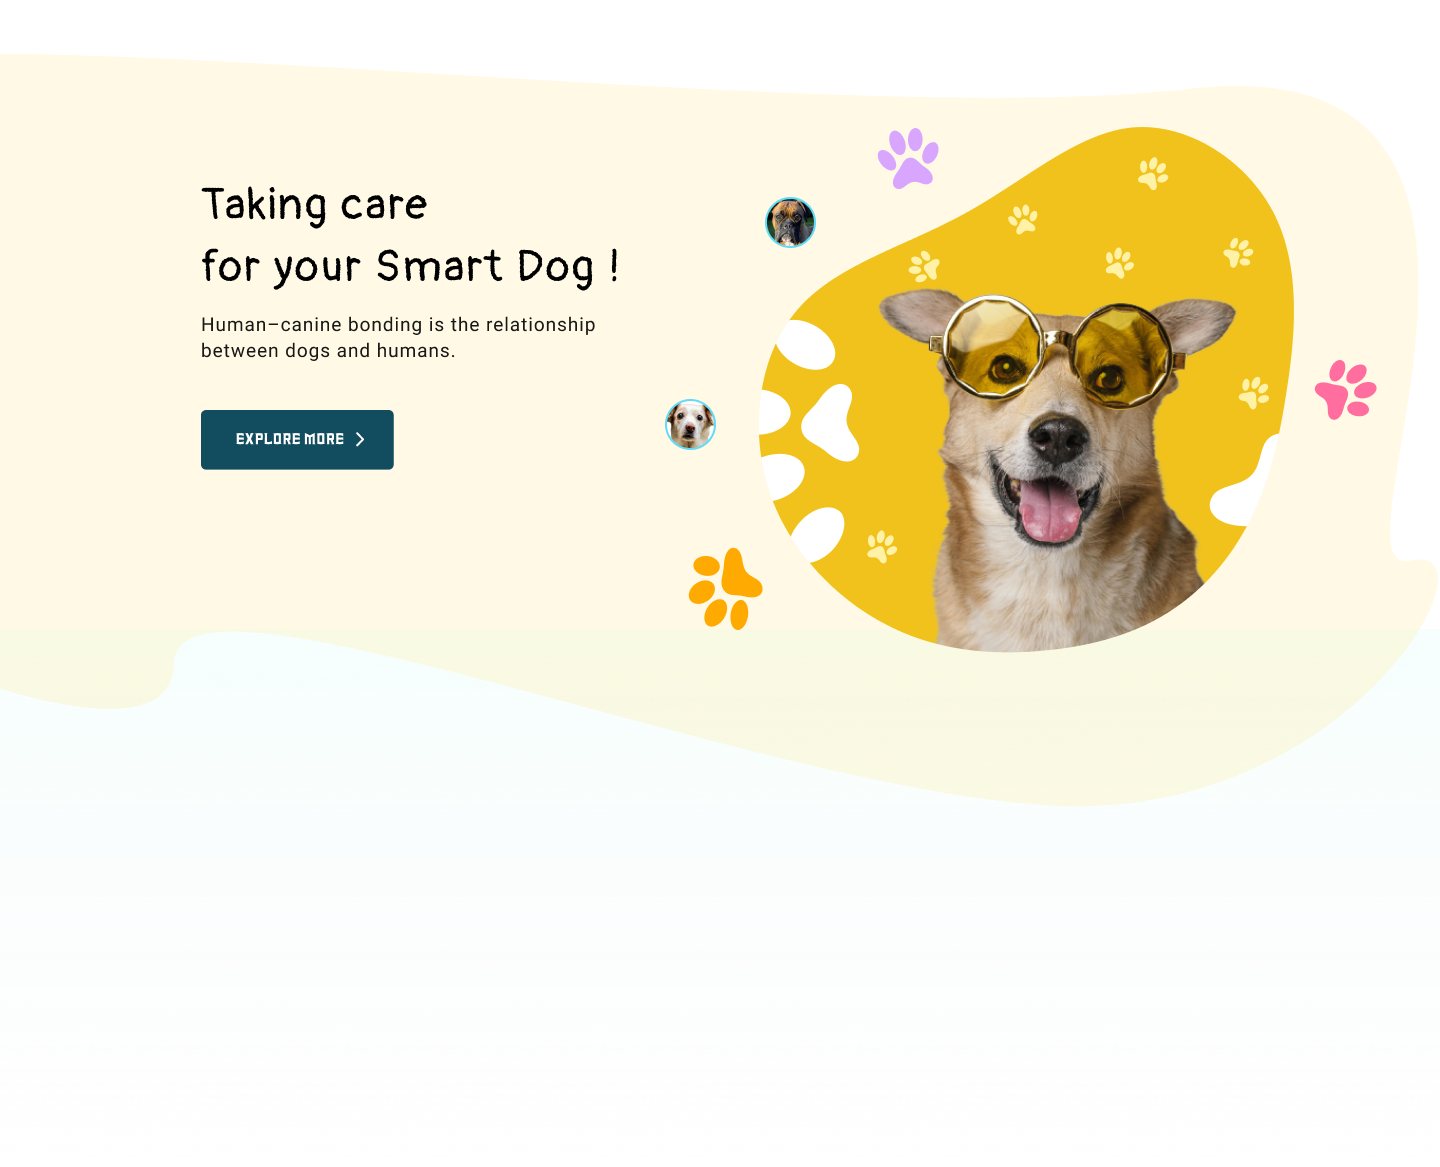 Taking care
for your Smart Dog !
Human–canine bonding is the relationship
between dogs and humans.
EXPLORE MORE